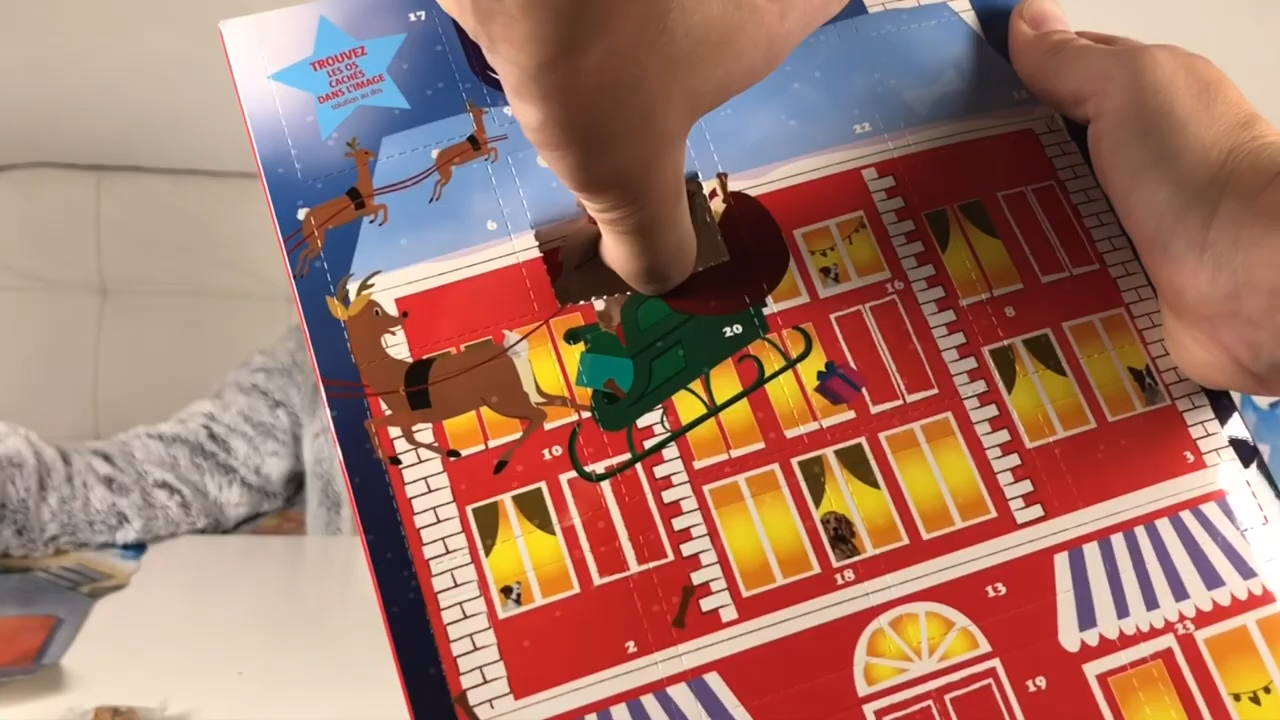 17
TROUVEZ
LES OS
CACHÉS
DANS L'IMAGE
solution au dos
9
22
6
16
8
20
10
3
18
13
2
23
19